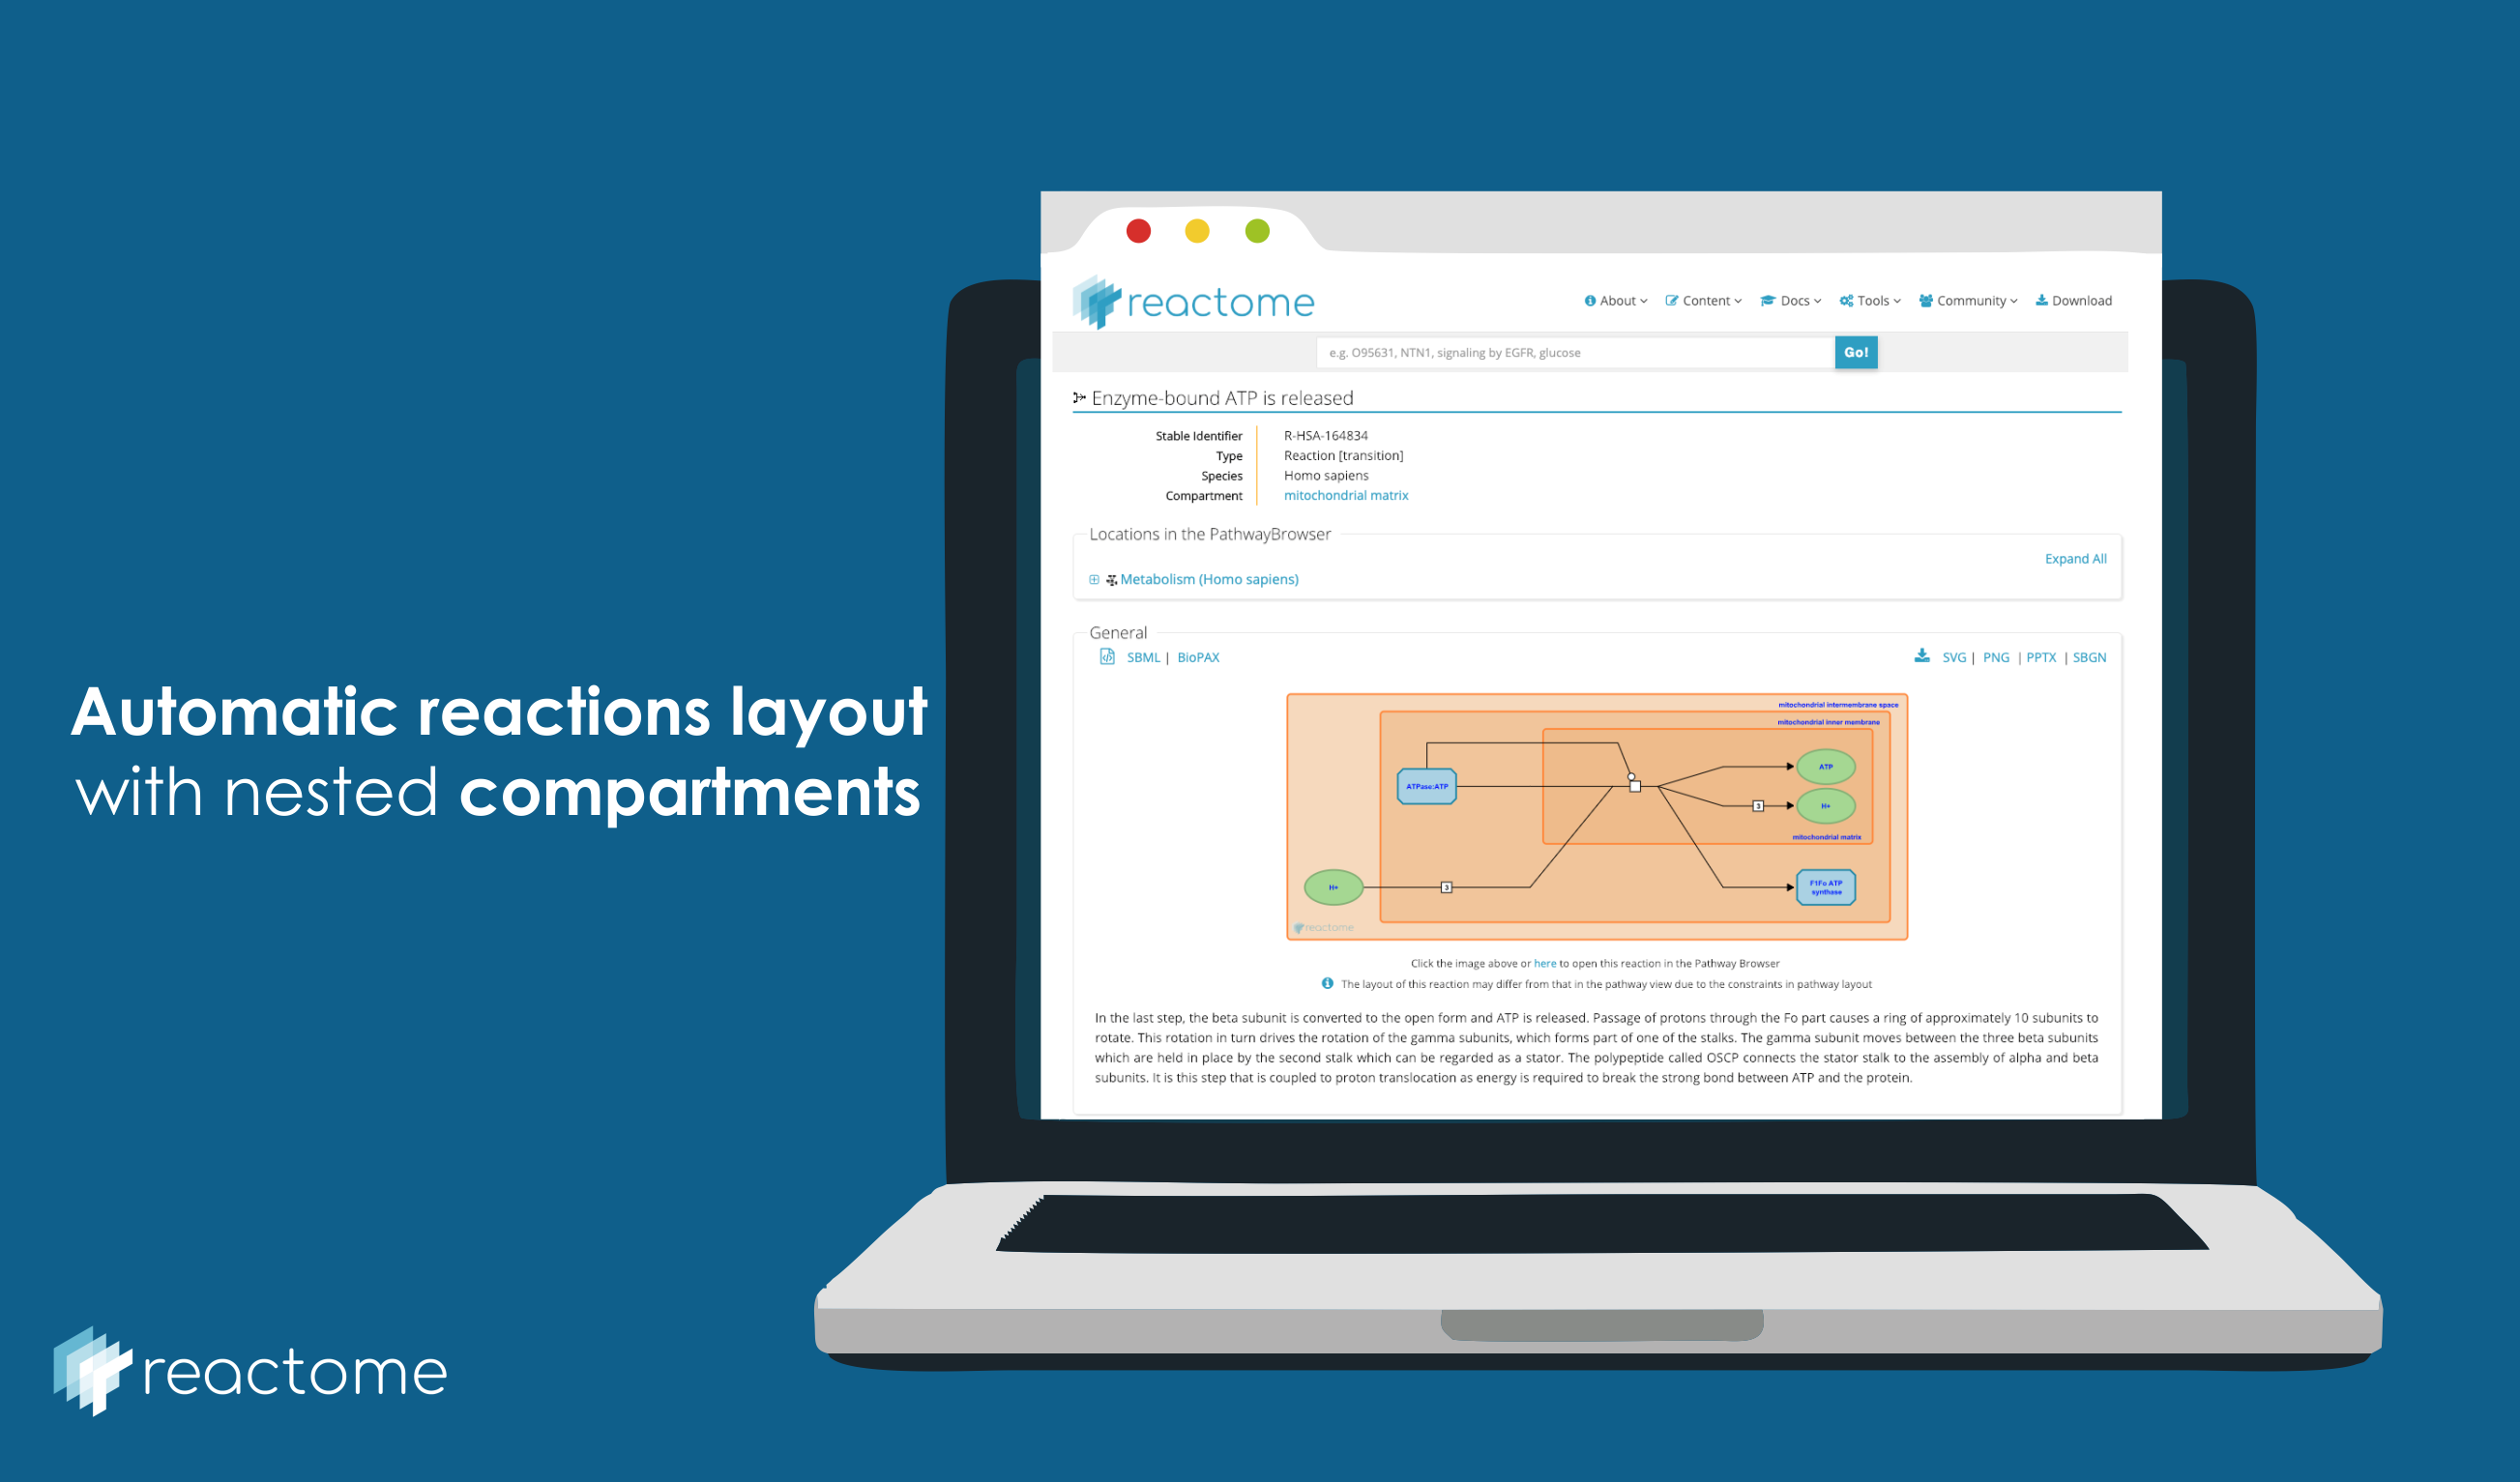 Automatic reactions layout
with nested compartments
reactome
reactome
About
Content
Docs
Tools
Community
Download
e.g. O95631, NTN1, signaling by EGFR, glucose
Go!
Enzyme-bound ATP is released
Stable Identifier R-HSA-164834
Type Reaction [transition]
Species Homo sapiens
Compartment mitochondrial matrix
Locations in the PathwayBrowser
Expand All
Metabolism (Homo sapiens)
General
SBML | BioPAX
SVG | PNG | PPTX | SBGN
mitochondrial intermembrane space
mitochondrial inner membrane
ATP
ATPase:ATP
3
H+
mitochondrial matrix
H+
3
F1Fo ATP
synthase
reactome
Click the image above or here to open this reaction in the Pathway Browser
The layout of this reaction may differ from that in the pathway view due to the constraints in pathway layout
In the last step, the beta subunit is converted to the open form and ATP is released. Passage of protons through the Fo part causes a ring of approximately 10 subunits to
rotate. This rotation in turn drives the rotation of the gamma subunits, which forms part of one of the stalks. The gamma subunit moves between the three beta subunits
which are held in place by the second stalk which can be regarded as a stator. The polypeptide called OSCP connects the stator stalk to the assembly of alpha and beta
subunits. It is this step that is coupled to proton translocation as energy is required to break the strong bond between ATP and the protein.